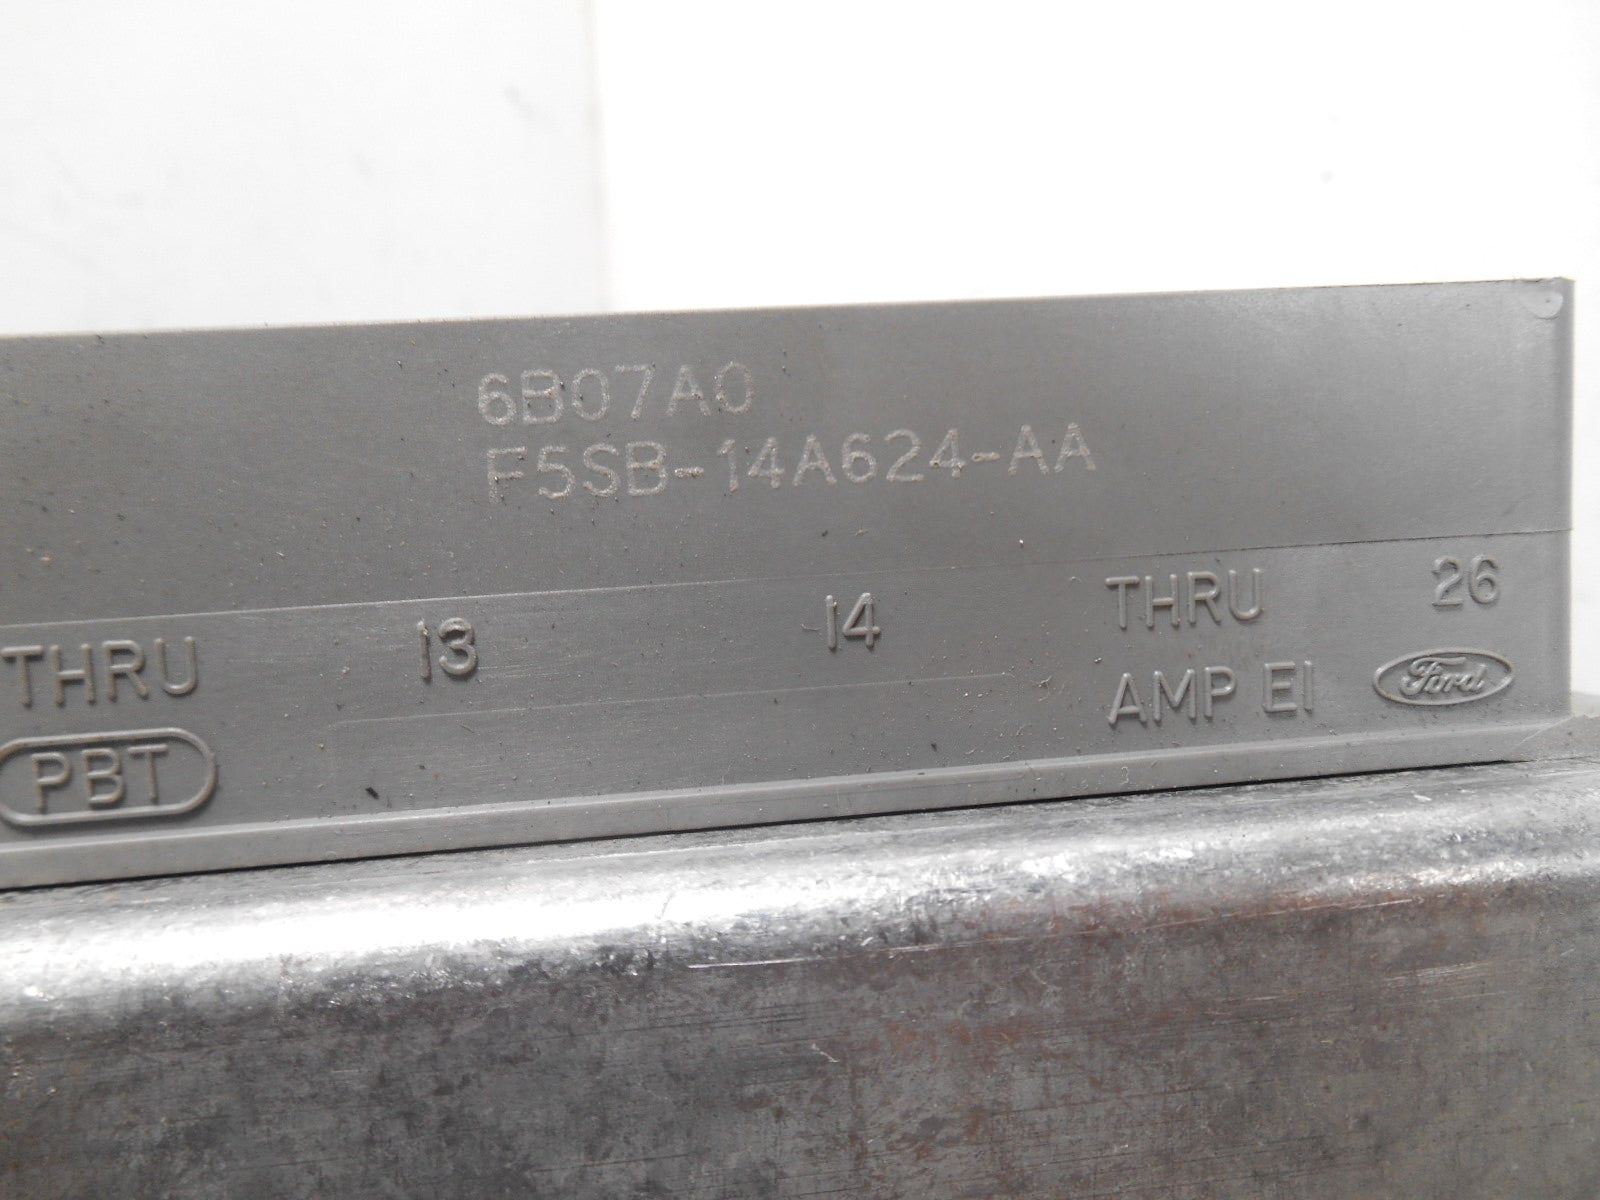 6B07A0
F5SB-14A624-AA
THRU 13 14 THRU 26
PBT AMP EI Ford